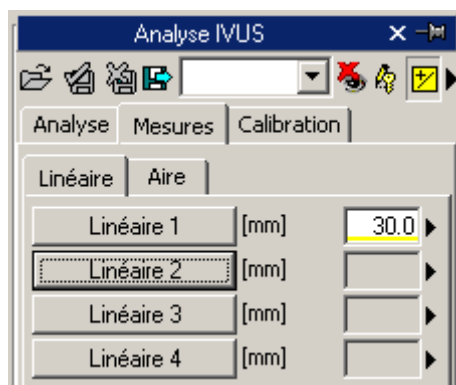 Analyse IVUS
Analyse Mesures Calibration
Linéaire Aire
Linéaire 1 [mm] 30.0
Linéaire 2 [mm]
Linéaire 3 [mm]
Linéaire 4 [mm]